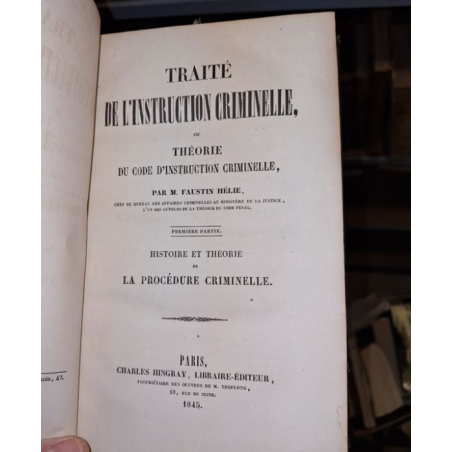 TRAITÉ
DE L'INSTRUCTION CRIMINELLE,
OU
THÉORIE
DU CODE D'INSTRUCTION CRIMINELLE,
PAR M. FAUSTIN HÉLIE,
CHEF DE BUREAU DES AFFAIRES CRIMINELLES AU MINISTÈRE DE LA JUSTICE,
L'UN DES AUTEURS DE LA THÉORIE DU CODE PÉNAL.
PREMIÈRE PARTIE.
HISTOIRE ET THÉORIE
DE
LA PROCÉDURE CRIMINELLE.
PARIS,
CHARLES HINGRAY, LIBRAIRE-ÉDITEUR,
PROPRIÉTAIRE DES OEUVRES DE M. TROPLONG,
10, RUE DE SEINE.
1845.
47.